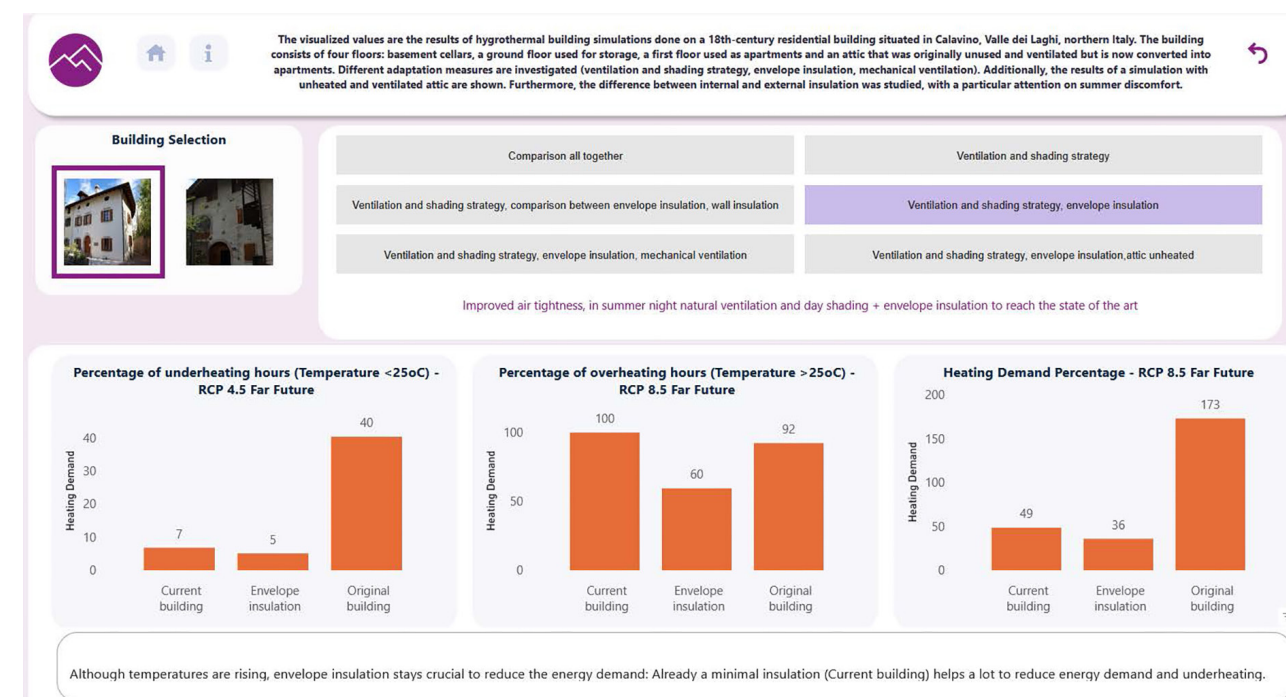 The visualized values are the results of hygrothermal building simulations done on a 18th-century residential building situated in Calavino, Valle dei Laghi, northern Italy. The building
consists of four floors: basement cellars, a ground floor used for storage, a first floor used as apartments and an attic that was originally unused and ventilated but is now converted into
apartments. Different adaptation measures are investigated (ventilation and shading strategy, envelope insulation, mechanical ventilation). Additionally, the results of a simulation with
unheated and ventilated attic are shown. Furthermore, the difference between internal and external insulation was studied, with a particular attention on summer discomfort.
i
Building Selection
Comparison all together
Ventilation and shading strategy
Ventilation and shading strategy, comparison between envelope insulation, wall insulation
Ventilation and shading strategy, envelope insulation
Ventilation and shading strategy, envelope insulation, mechanical ventilation
Ventilation and shading strategy, envelope insulation,attic unheated
Improved air tightness, in summer night natural ventilation and day shading + envelope insulation to reach the state of the art
Percentage of underheating hours (Temperature <25oC) -
RCP 4.5 Far Future
Heating Demand
40
30
20
10
0
7
5
40
Current
building
Envelope
insulation
Original
building
Percentage of overheating hours (Temperature >25oC) -
RCP 8.5 Far Future
Heating Demand
100
50
0
100
60
92
Current
building
Envelope
insulation
Original
building
Heating Demand Percentage - RCP 8.5 Far Future
Heating Demand
200
150
100
50
0
49
36
173
Current
building
Envelope
insulation
Original
building
Although temperatures are rising, envelope insulation stays crucial to reduce the energy demand: Already a minimal insulation (Current building) helps a lot to reduce energy demand and underheating.